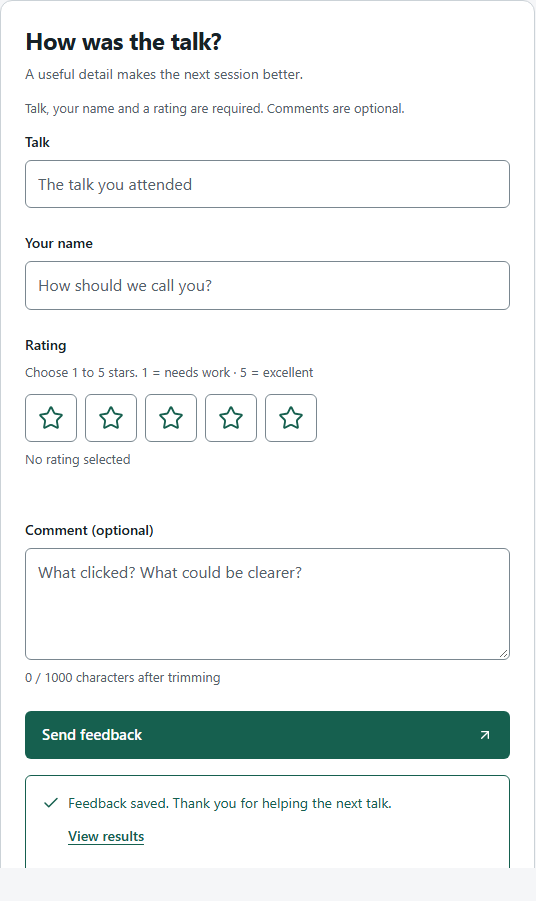 How was the talk?
A useful detail makes the next session better.
Talk, your name and a rating are required. Comments are optional.
Talk
The talk you attended
Your name
How should we call you?
Rating
Choose 1 to 5 stars. 1 = needs work · 5 = excellent
No rating selected
Comment (optional)
What clicked? What could be clearer?
0 / 1000 characters after trimming
Send feedback
Feedback saved. Thank you for helping the next talk.
View results